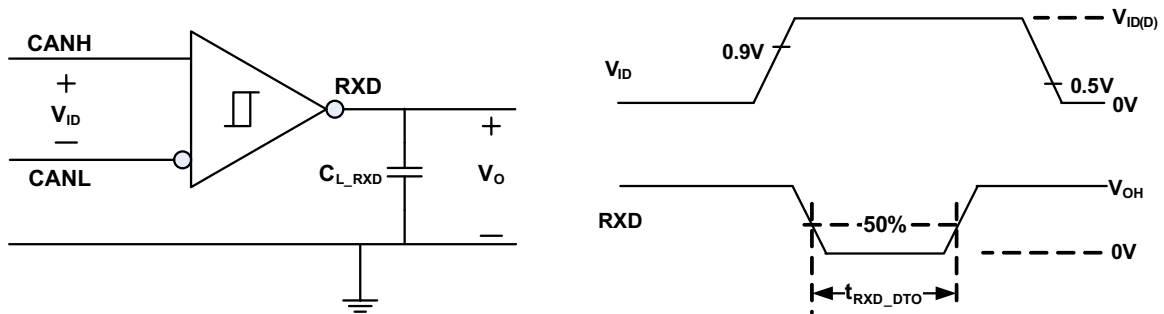 CANH
+
V_ID
—
CANL
RXD
C_L_RXD
+
V_O
—
V_ID
0.9V
V_ID(D)
0.5V
0V
RXD
50%
V_OH
0V
t_RXD_DTO